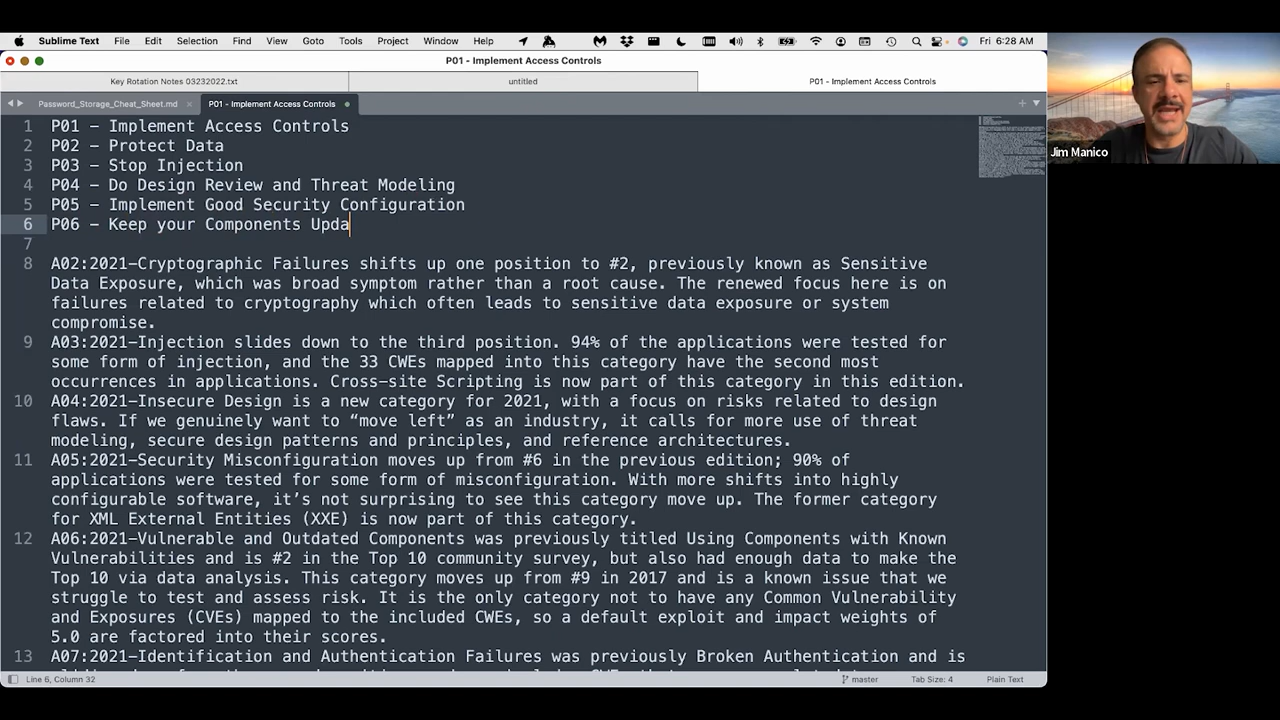 Sublime Text File Edit Selection Find View Goto Tools Project Window Help Fri 6:28 AM
P01 - Implement Access Controls
Key Rotation Notes 03232022.txt untitled P01 - Implement Access Controls
Password_Storage_Cheat_Sheet.md P01 - Implement Access Controls
1 P01 - Implement Access Controls
2 P02 - Protect Data
3 P03 - Stop Injection
4 P04 - Do Design Review and Threat Modeling
5 P05 - Implement Good Security Configuration
6 P06 - Keep your Components Upda
7
8 A02:2021-Cryptographic Failures shifts up one position to #2, previously known as Sensitive
Data Exposure, which was broad symptom rather than a root cause. The renewed focus here is on
failures related to cryptography which often leads to sensitive data exposure or system
compromise.
9 A03:2021-Injection slides down to the third position. 94% of the applications were tested for
some form of injection, and the 33 CWEs mapped into this category have the second most
occurrences in applications. Cross-site Scripting is now part of this category in this edition.
10 A04:2021-Insecure Design is a new category for 2021, with a focus on risks related to design
flaws. If we genuinely want to “move left” as an industry, it calls for more use of threat
modeling, secure design patterns and principles, and reference architectures.
11 A05:2021-Security Misconfiguration moves up from #6 in the previous edition; 90% of
applications were tested for some form of misconfiguration. With more shifts into highly
configurable software, it’s not surprising to see this category move up. The former category
for XML External Entities (XXE) is now part of this category.
12 A06:2021-Vulnerable and Outdated Components was previously titled Using Components with Known
Vulnerabilities and is #2 in the Top 10 community survey, but also had enough data to make the
Top 10 via data analysis. This category moves up from #9 in 2017 and is a known issue that we
struggle to test and assess risk. It is the only category not to have any Common Vulnerability
and Exposures (CVEs) mapped to the included CWEs, so a default exploit and impact weights of
5.0 are factored into their scores.
13 A07:2021-Identification and Authentication Failures was previously Broken Authentication and is
Line 6, Column 32 master Tab Size: 4 Plain Text
Jim Manico